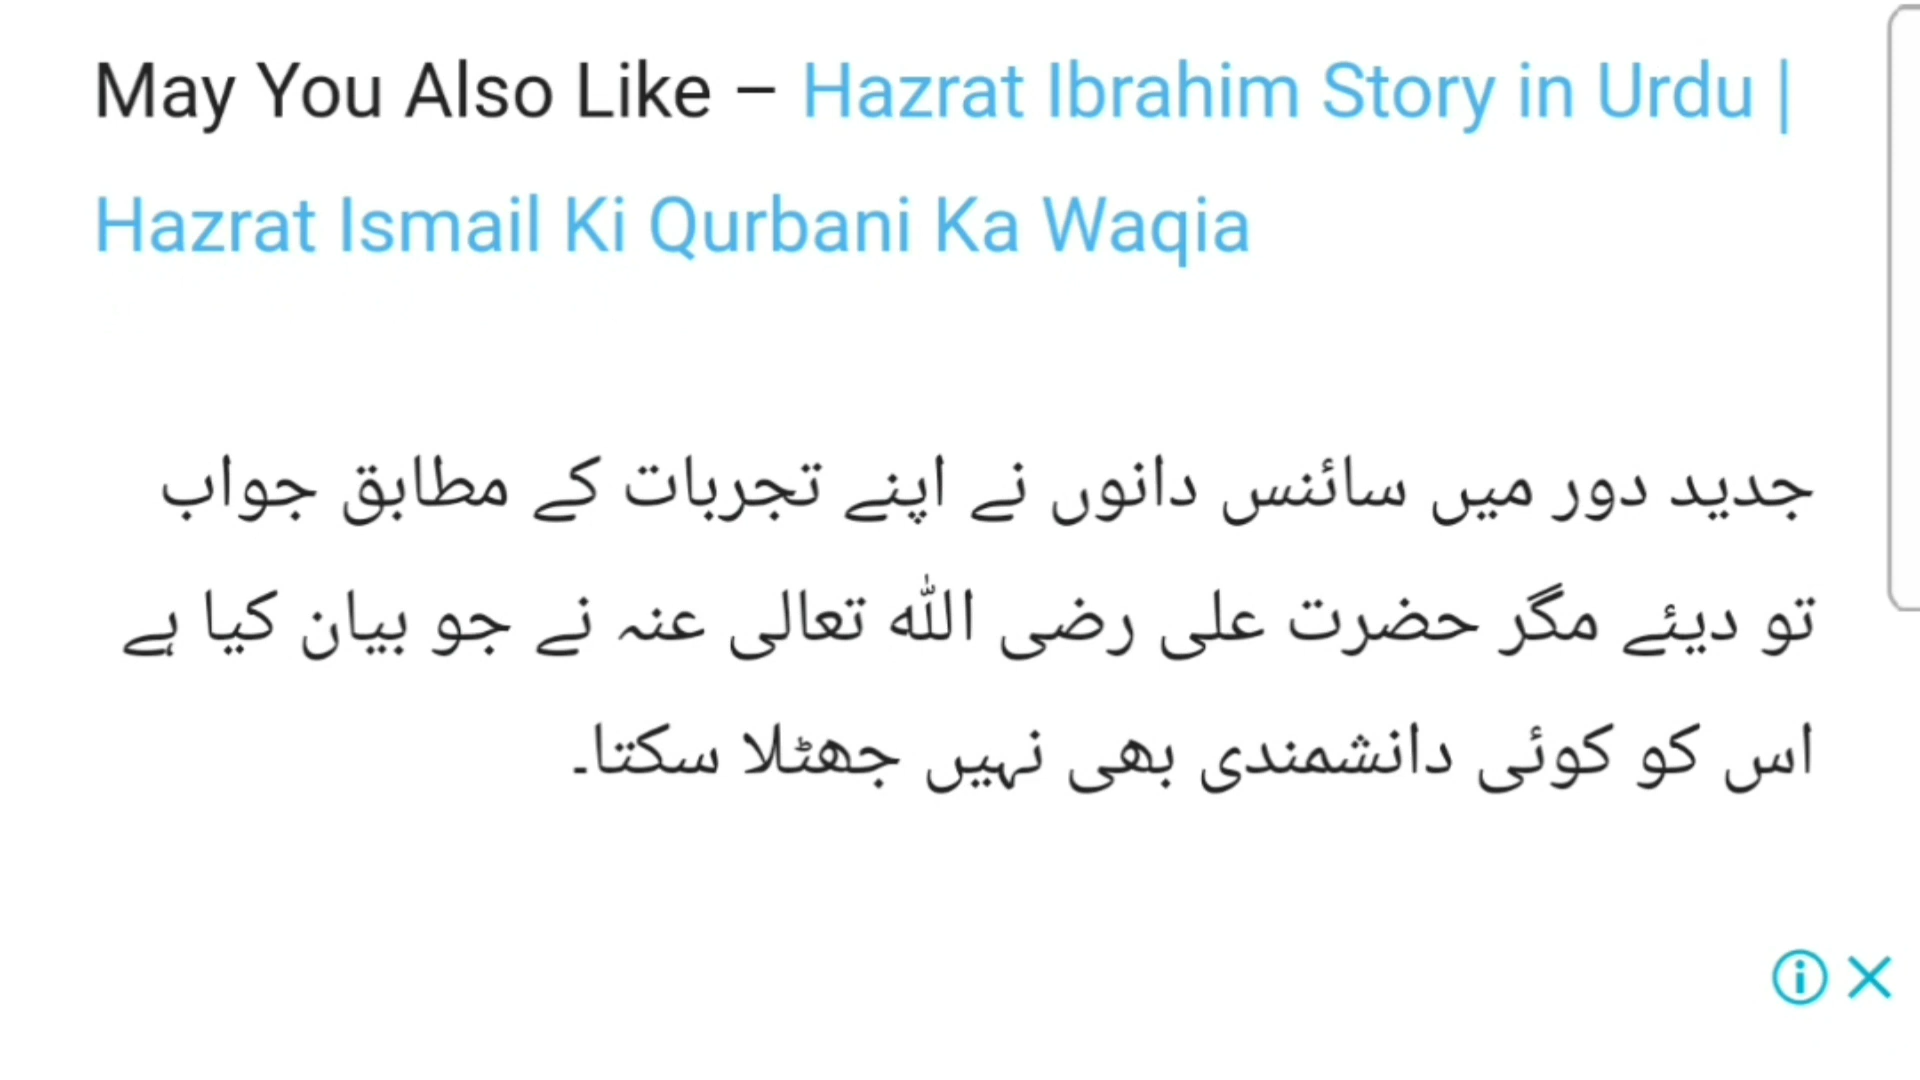 May You Also Like – Hazrat Ibrahim Story in Urdu |
Hazrat Ismail Ki Qurbani Ka Waqia
جدید دور میں سائنس دانوں نے اپنے تجربات کے مطابق جواب
تو دیئے مگر حضرت علی رضی اللہ تعالی عنہ نے جو بیان کیا ہے
اس کو کوئی دانشمندی بھی نہیں جھٹلا سکتا۔